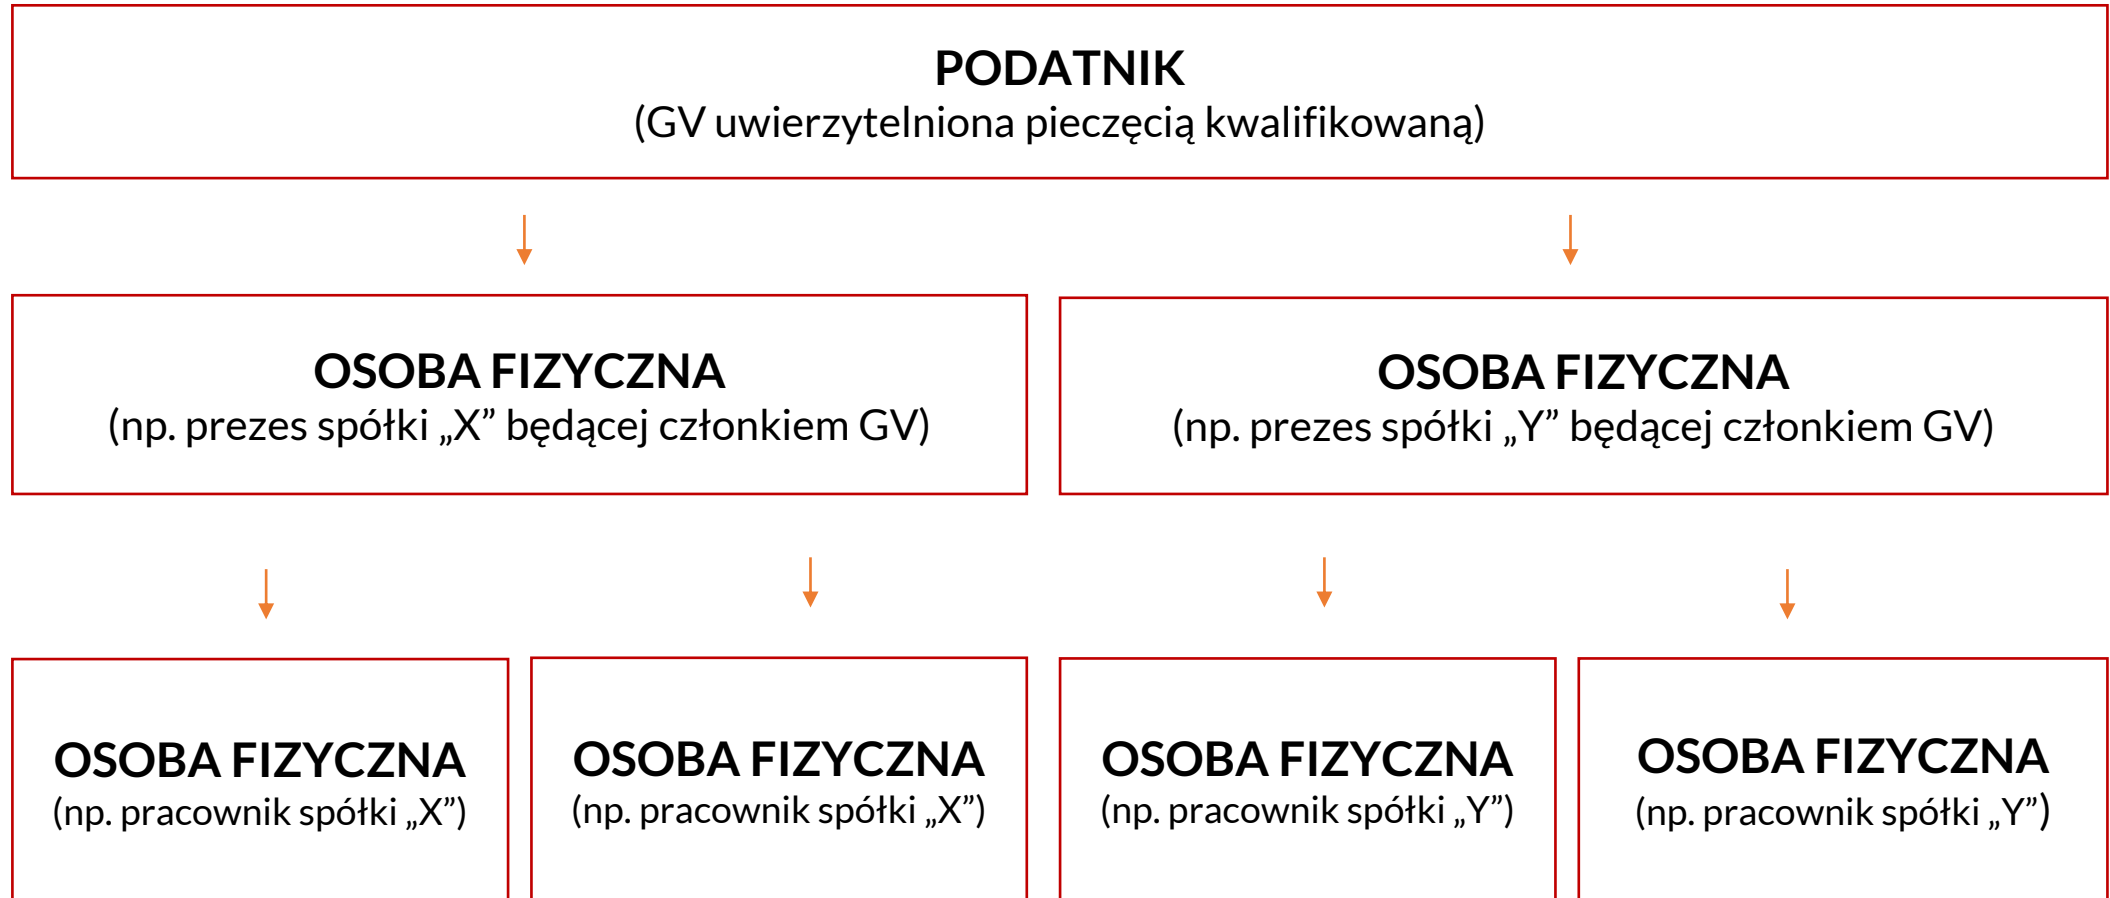 PODATNIK
(GV uwierzytelniona pieczęcią kwalifikowaną)
OSOBA FIZYCZNA
(np. prezes spółki „X” będącej członkiem GV)
OSOBA FIZYCZNA
(np. prezes spółki „Y” będącej członkiem GV)
OSOBA FIZYCZNA
(np. pracownik spółki „X”)
OSOBA FIZYCZNA
(np. pracownik spółki „X”)
OSOBA FIZYCZNA
(np. pracownik spółki „Y”)
OSOBA FIZYCZNA
(np. pracownik spółki „Y”)